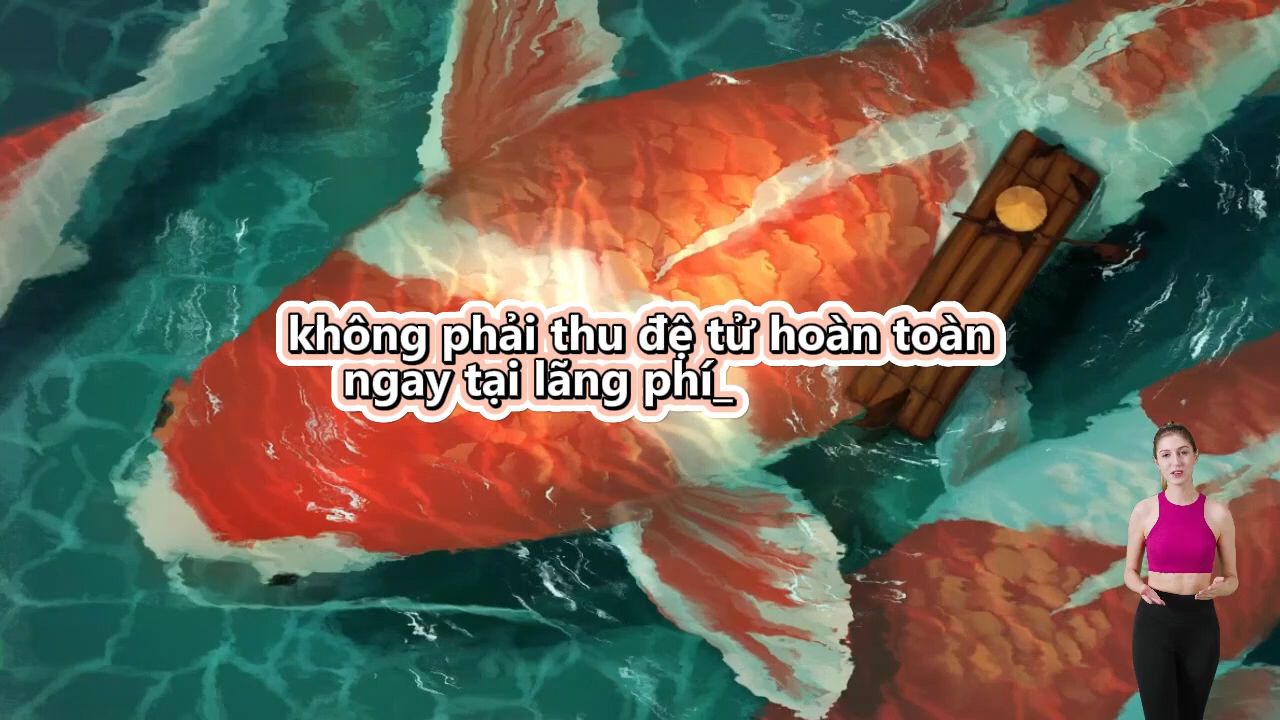 không phải thu đệ tử hoàn toàn
ngay tại lãng phí_